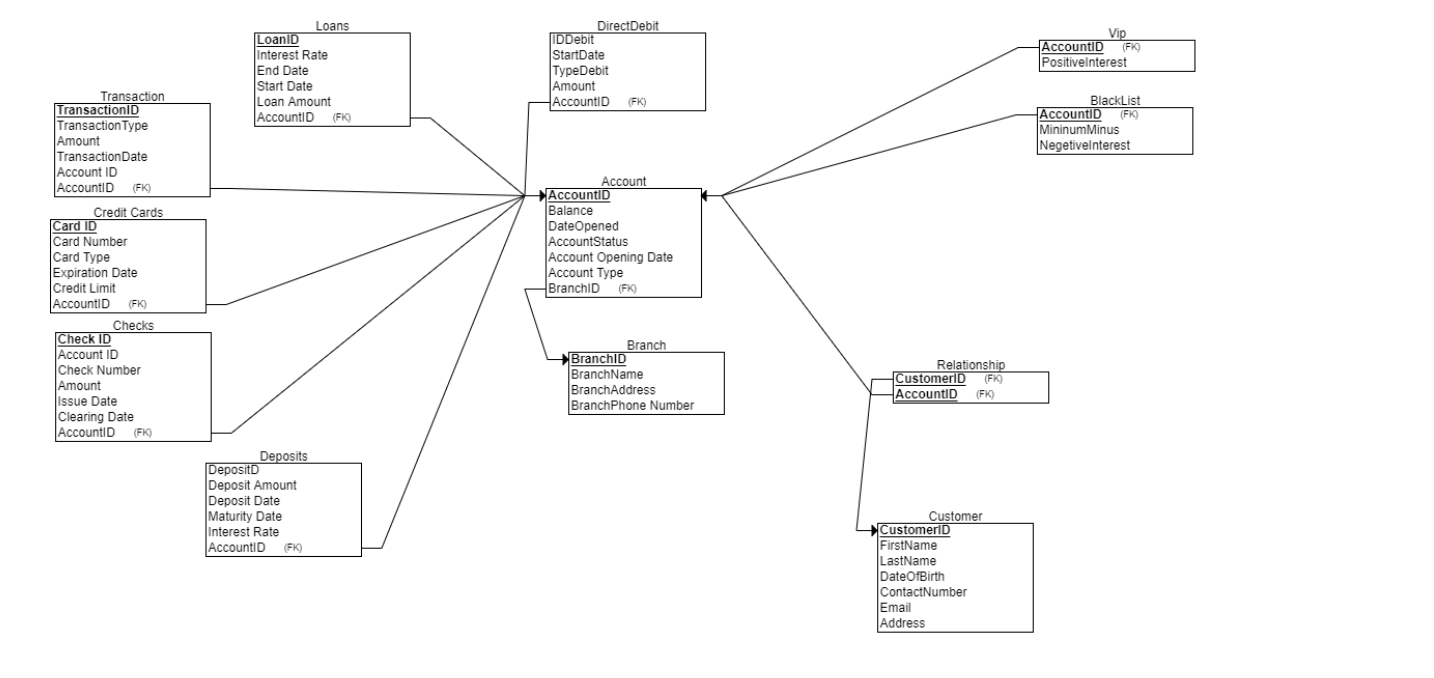 Loans
LoanID
Interest Rate
End Date
Start Date
Loan Amount
AccountID (FK)
DirectDebit
IDDebit
StartDate
TypeDebit
Amount
AccountID (FK)
Vip
AccountID (FK)
PositiveInterest
BlackList
AccountID (FK)
MininumMinus
NegetiveInterest
Transaction
TransactionID
TransactionType
Amount
TransactionDate
Account ID
AccountID (FK)
Account
AccountID
Balance
DateOpened
AccountStatus
Account Opening Date
Account Type
BranchID (FK)
Credit Cards
Card ID
Card Number
Card Type
Expiration Date
Credit Limit
AccountID (FK)
Checks
Check ID
Account ID
Check Number
Amount
Issue Date
Clearing Date
AccountID (FK)
Branch
BranchID
BranchName
BranchAddress
BranchPhone Number
Relationship
CustomerID (FK)
AccountID (FK)
Deposits
DepositD
Deposit Amount
Deposit Date
Maturity Date
Interest Rate
AccountID (FK)
Customer
CustomerID
FirstName
LastName
DateOfBirth
ContactNumber
Email
Address